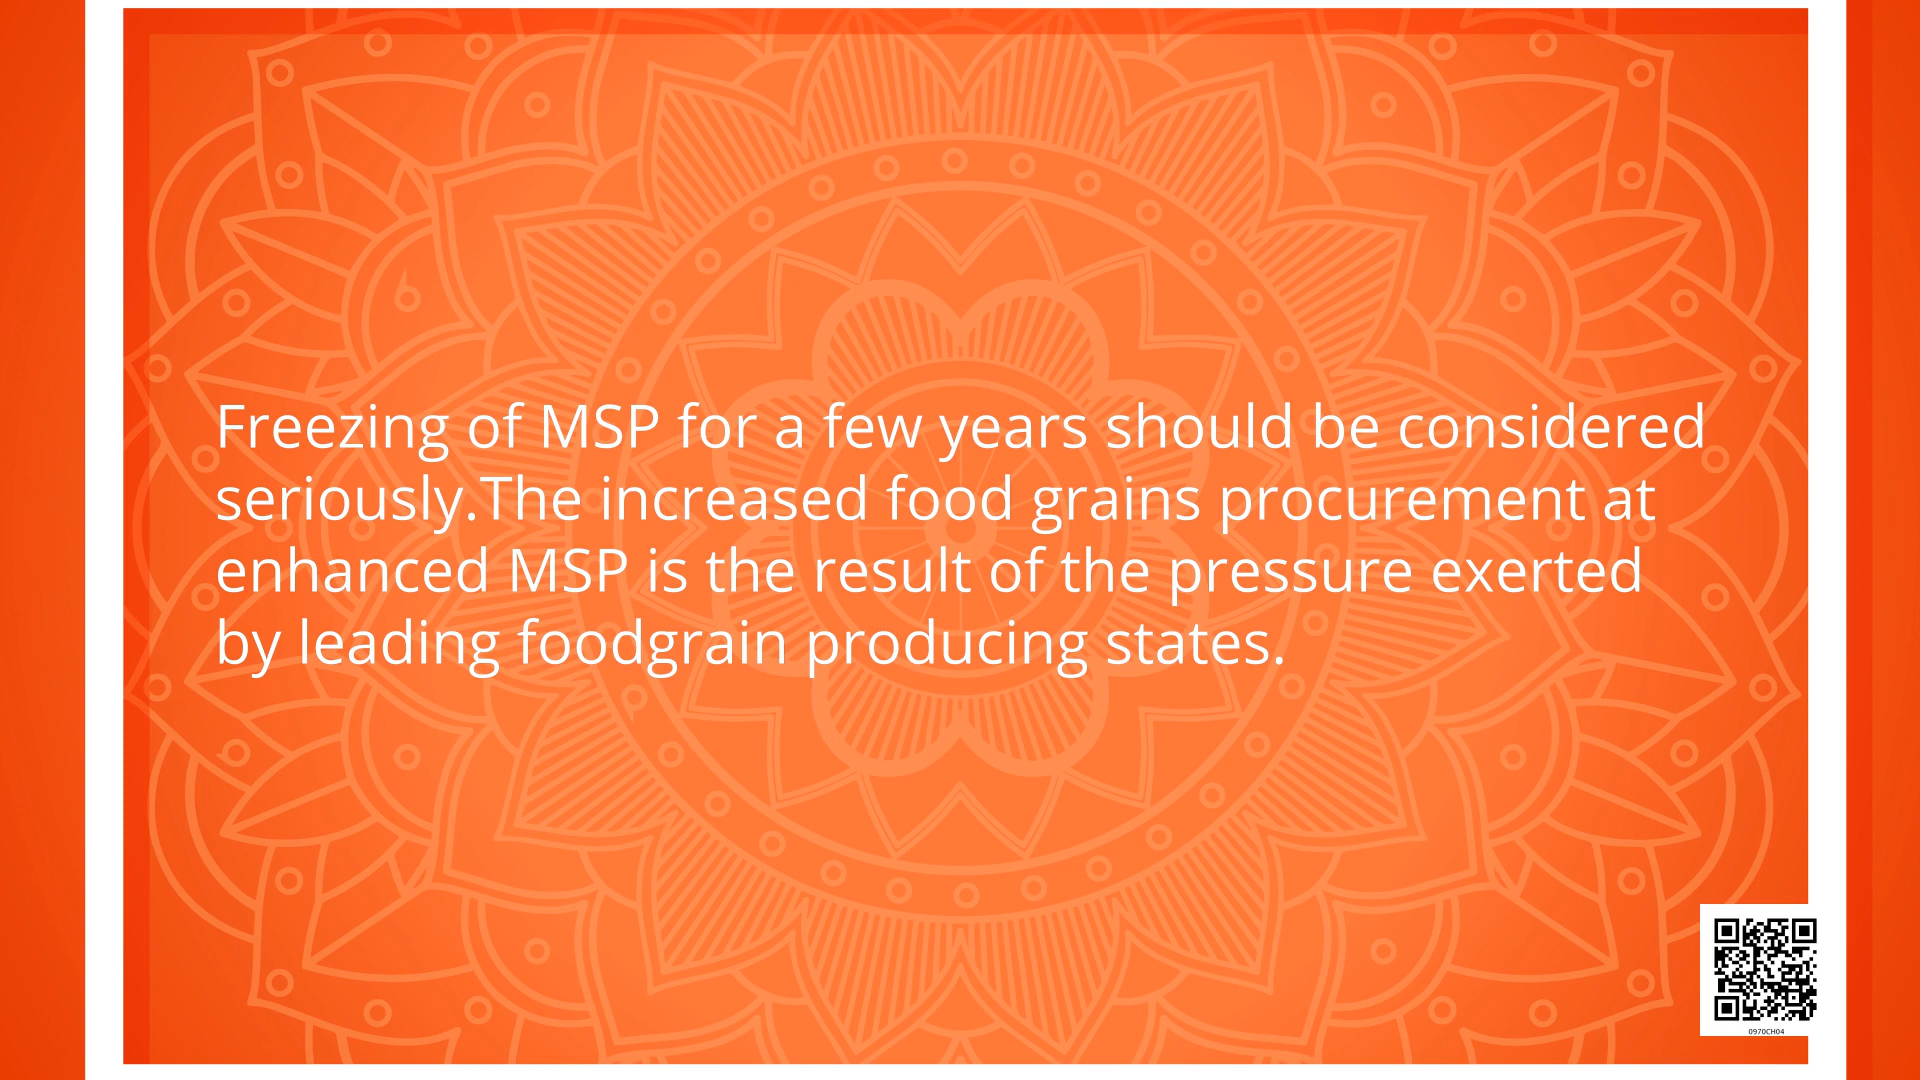 Freezing of MSP for a few years should be considered
seriously.The increased food grains procurement at
enhanced MSP is the result of the pressure exerted
by leading foodgrain producing states.
0970CH04